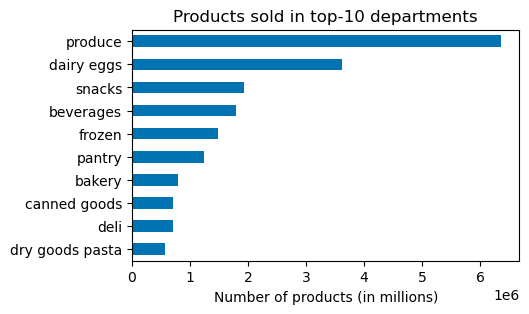 Products sold in top-10 departments
produce
dairy eggs
snacks
beverages
frozen
pantry
bakery
canned goods
deli
dry goods pasta
0 1 2 3 4 5 6
1e6
Number of products (in millions)